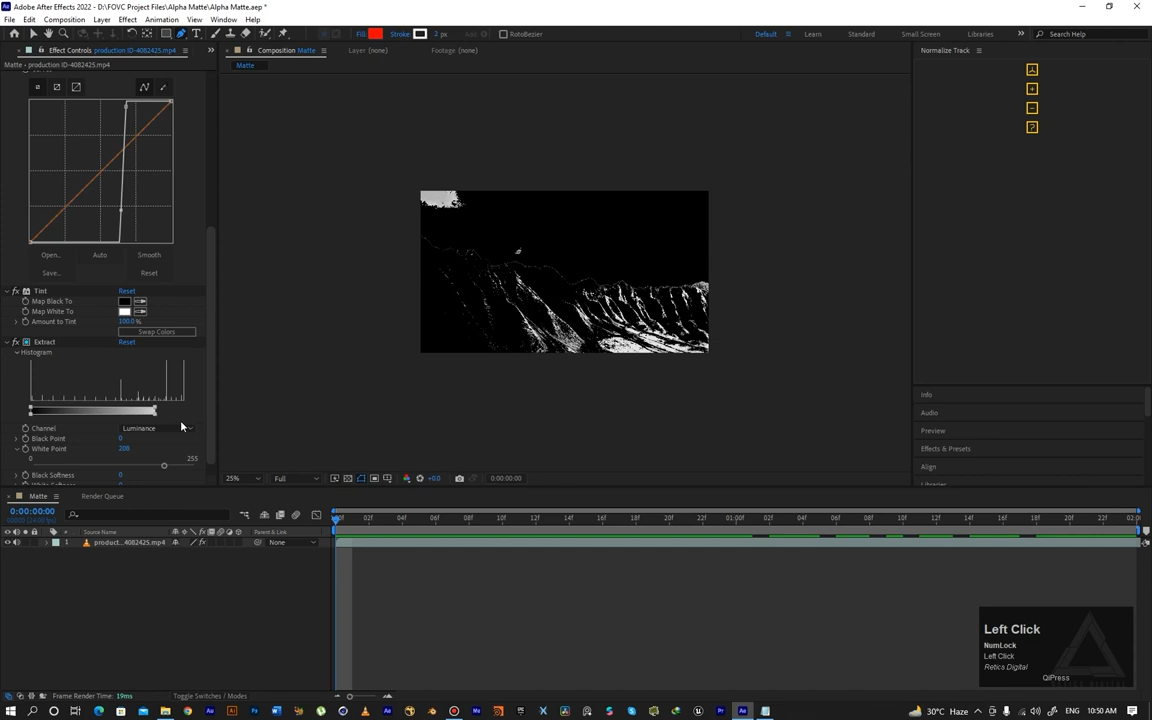 Adobe After Effects 2022 - D:\FOVC Project Files\Alpha Matte\Alpha Matte.aep *
File Edit Composition Layer Effect Animation View Window Help
Fill: Stroke: 2 px Add: RotoBezier Default Learn Standard Small Screen Libraries Search Help
Effect Controls production ID-4082425.mp4
Composition Matte Layer (none) Footage (none)
Normalize Track
Matte - production ID-4082425.mp4
Matte
Open... Auto Smooth
Save... Reset
Tint Reset
Map Black To
Map White To
Amount to Tint 100.0 %
Swap Colors
Extract Reset
Histogram
Channel Luminance
Black Point 0
White Point 208
0 255
Black Softness 0
Info
Audio
Preview
Effects & Presets
Align
Libraries
25% Full +0.0 0:00:00:00
Matte Render Queue
0:00:00:00
# Source Name Parent & Link
02f 04f 06f 08f 10f 12f 14f 16f 18f 20f 22f 01:00f 02f 04f 06f 08f 10f 12f 14f 16f 18f 20f 22f
1 product...4082425.mp4 None
Left Click
NumLock
Left Click
Retics Digital
QiPress
Frame Render Time: 19ms Toggle Switches / Modes
30°C Haze ENG 10:50 AM